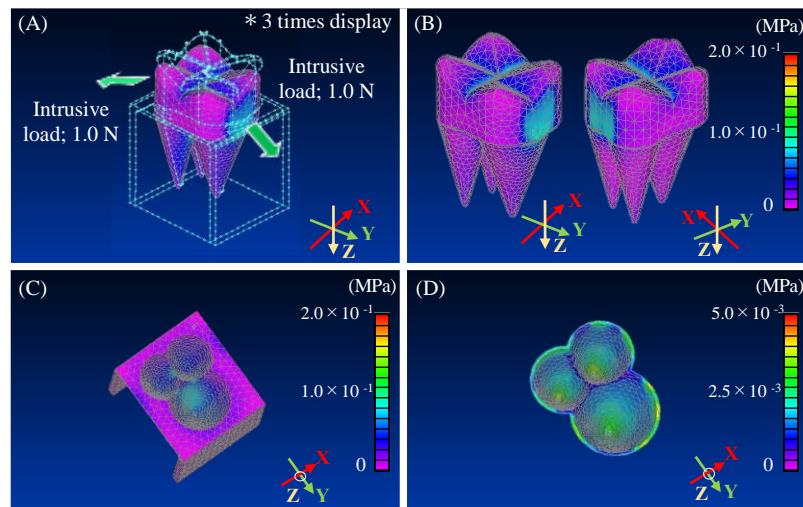 (A)
* 3 times display
Intrusive
load; 1.0 N
Intrusive
load; 1.0 N
X
Y
Z
(B)
(MPa)
2.0 × 10 -1
1.0 × 10 -1
0
X
Y
Z
X
Y
Z
(C)
(MPa)
2.0 × 10 -1
1.0 × 10 -1
0
X
Z
Y
(D)
(MPa)
5.0 × 10 -3
2.5 × 10 -3
0
X
Z
Y